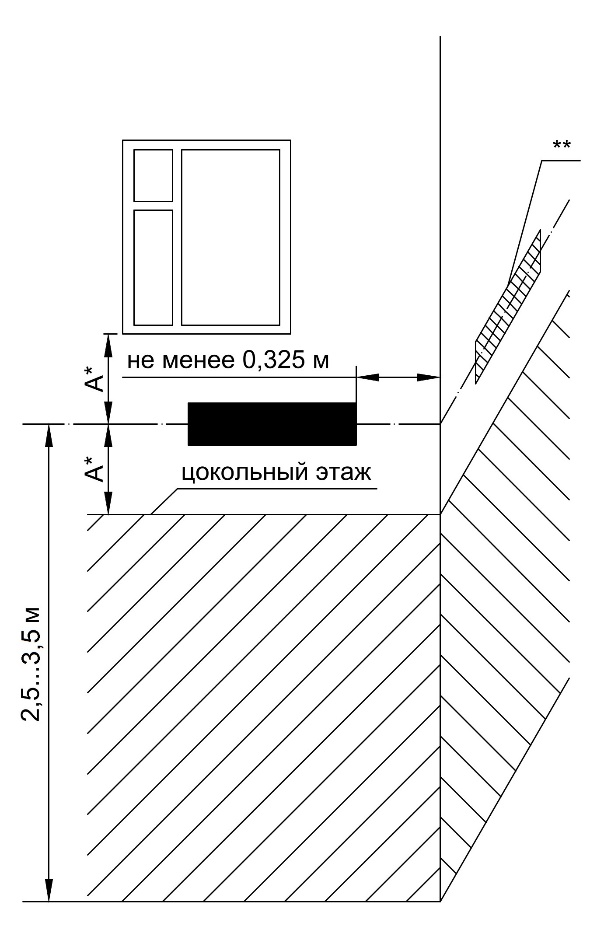 **
не менее 0,325 м
А*
А*
цокольный этаж
2,5...3,5 м